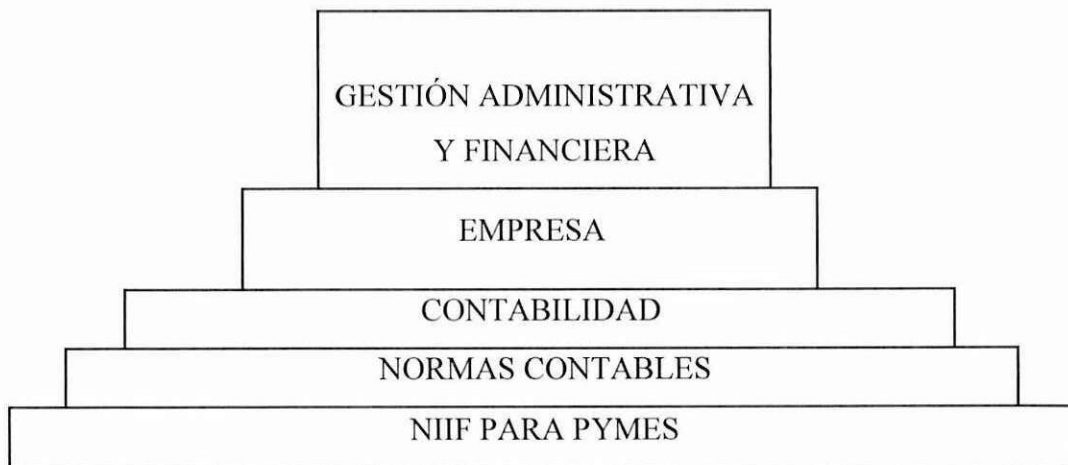 GESTIÓN ADMINISTRATIVA
Y FINANCIERA
EMPRESA
CONTABILIDAD
NORMAS CONTABLES
NIIF PARA PYMES